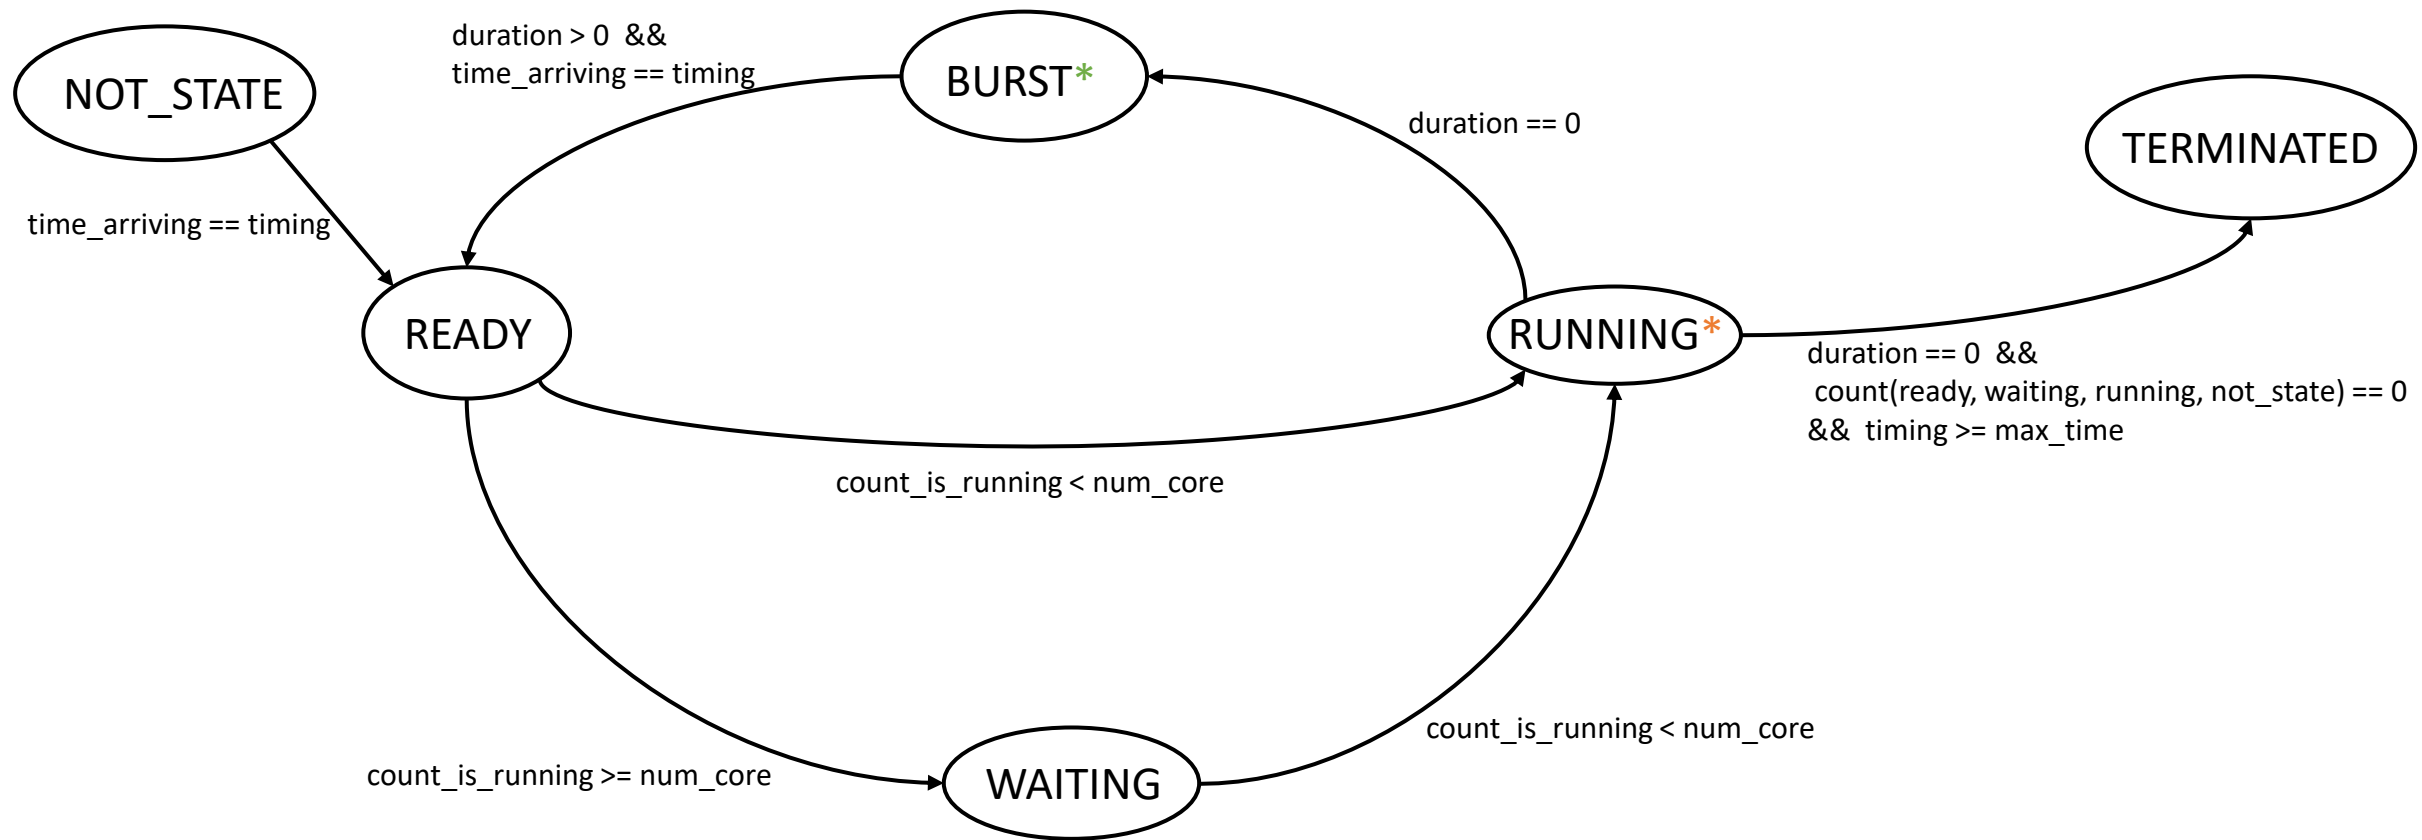 duration > 0 &&
time_arriving == timing
NOT_STATE
BURST*
duration == 0
TERMINATED
time_arriving == timing
READY
RUNNING*
duration == 0 &&
count(ready, waiting, running, not_state) == 0
&& timing >= max_time
count_is_running < num_core
count_is_running < num_core
count_is_running >= num_core
WAITING